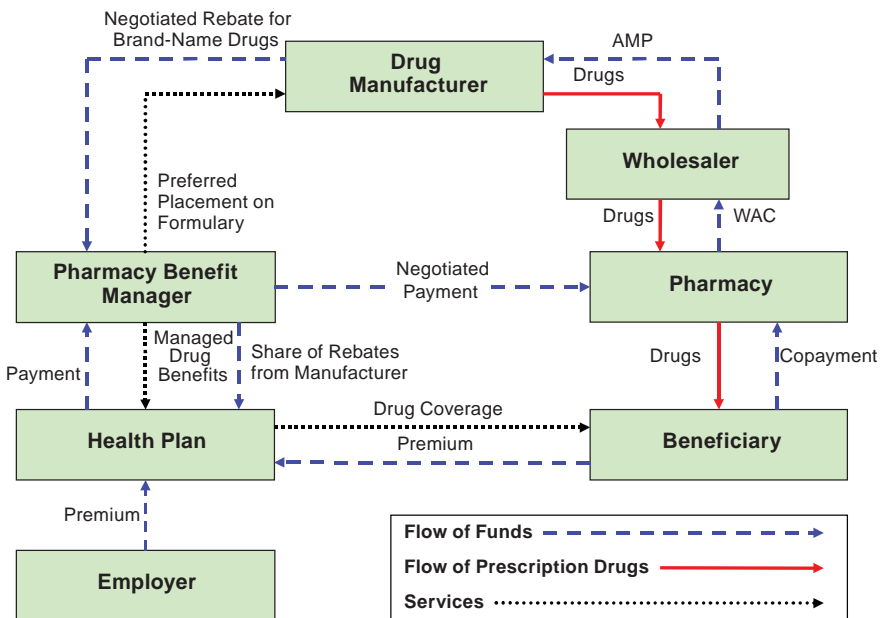 Negotiated Rebate for
Brand-Name Drugs
AMP
Drug
Manufacturer
Drugs
Wholesaler
Preferred
Placement on
Formulary
Drugs
WAC
Pharmacy Benefit
Manager
Negotiated
Payment
Pharmacy
Payment
Managed
Drug
Benefits
Share of Rebates
from Manufacturer
Drugs
Copayment
Health Plan
Drug Coverage
Premium
Beneficiary
Premium
Employer
Flow of Funds
Flow of Prescription Drugs
Services